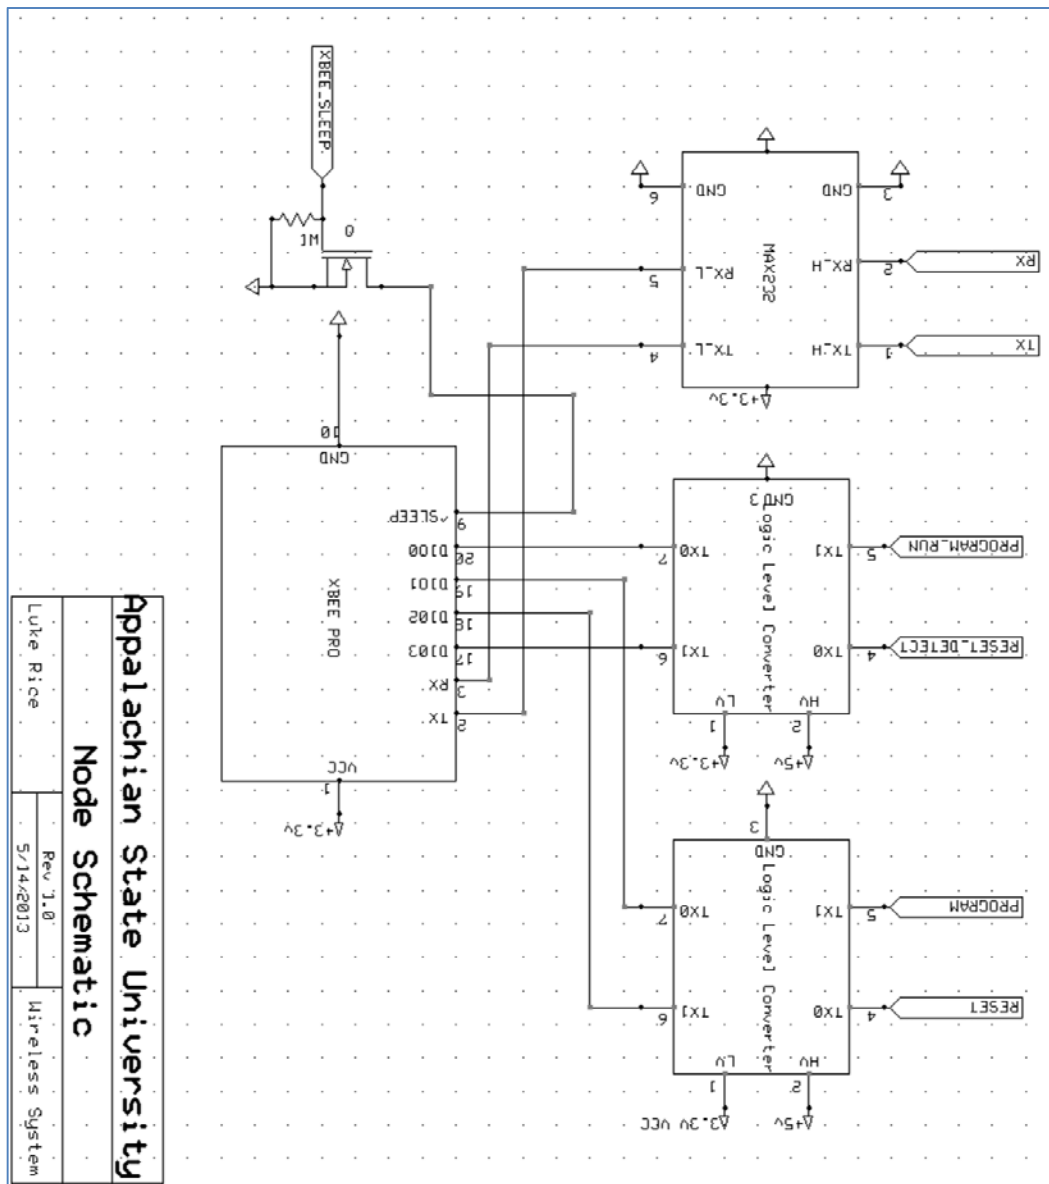 XBEE_SLEEP
1M
Q
10
GND
XBEE PRO
^SLEEP
9
DIO0
20
DIO1
19
DIO2
18
DIO3
17
RX
3
TX
2
VCC
1
+3.3v
GND
6
GND
3
MAX232
RX_L
5
RX_H
2
RX
TX_L
4
TX_H
1
TX
+3.3v
GND 3
Logic Level Converter
TX0
7
TX1
5
PROGRAM_RUN
TX1
6
TX0
4
RESET_DETECT
LV
1
+3.3v
HV
2
+5v
3
GND
Logic Level Converter
TX0
7
TX1
5
PROGRAM
TX1
6
TX0
4
RESET
LV
1
3.3V VCC
HV
2
+5v
Appalachian State University
Node Schematic
Luke Rice
Rev 1.0
5/14/2013
Wireless System